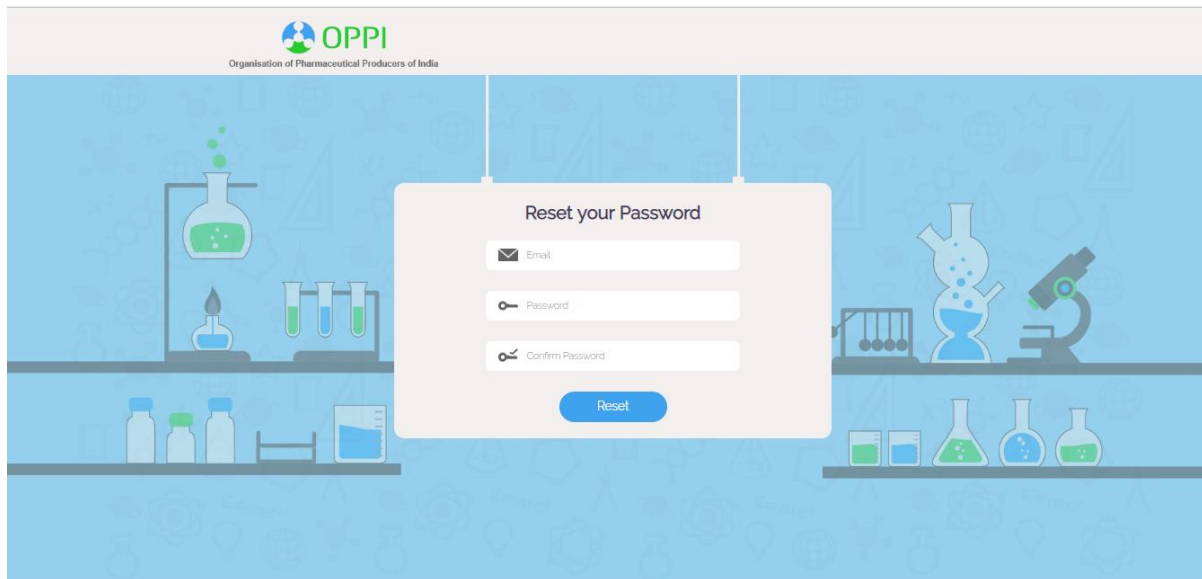 OPPI
Organisation of Pharmaceutical Producers of India
Reset your Password
Email
Password
Confirm Password
Reset